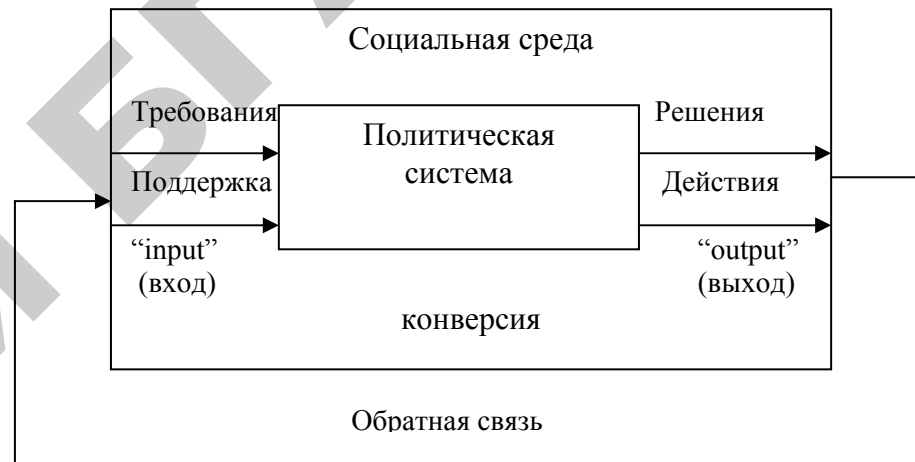 Социальная среда
Требования
Решения
Политическая
система
Поддержка
Действия
“input”
(вход)
“output”
(выход)
конверсия
Обратная связь